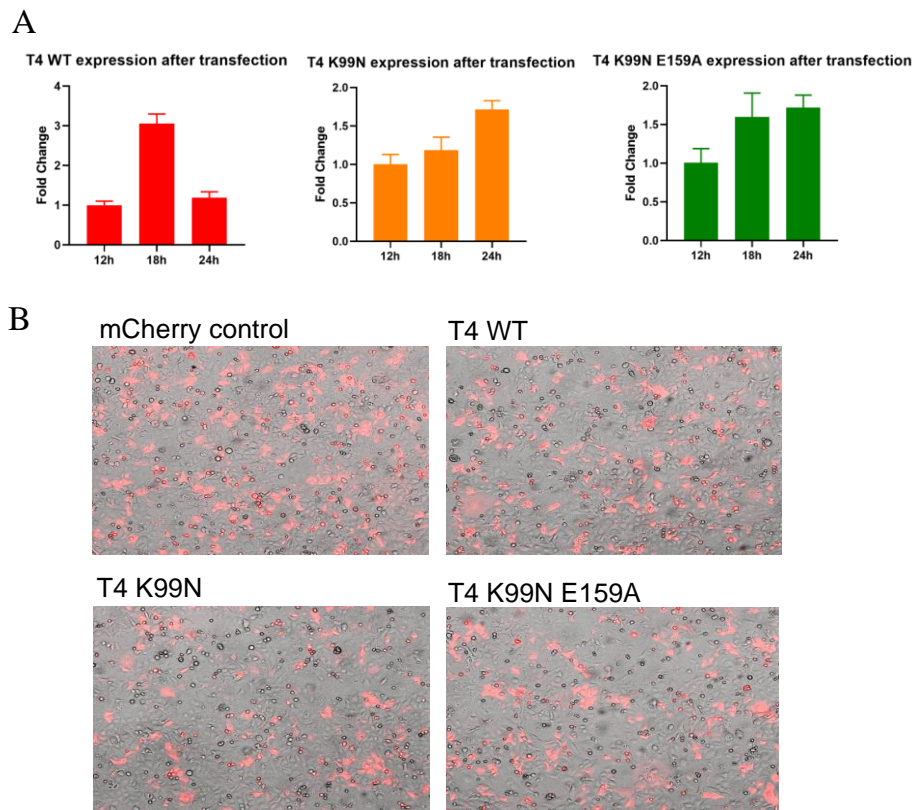 A
T4 WT expression after transfection
4
3
2
1
0
Fold Change
12h 18h 24h
T4 K99N expression after transfection
2.0
1.5
1.0
0.5
0.0
Fold Change
12h 18h 24h
T4 K99N E159A expression after transfection
2.0
1.5
1.0
0.5
0.0
Fold Change
12h 18h 24h
B
mCherry control
T4 WT
T4 K99N
T4 K99N E159A